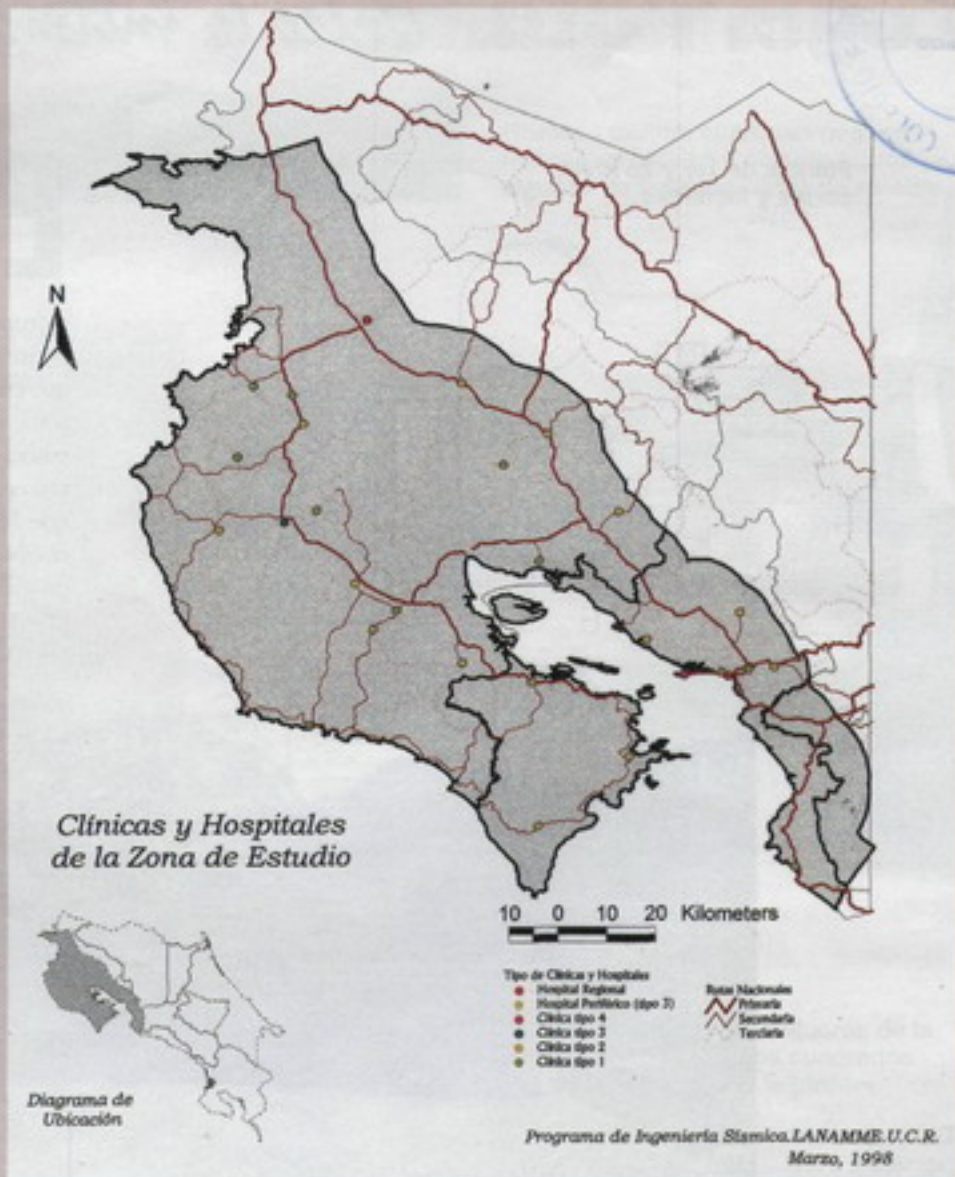 N
Clínicas y Hospitales
de la Zona de Estudio
10 0 10 20 Kilometers
Tipo de Clínicas y Hospitales
Hospital Regional
Hospital Periférico (tipo 3)
Clínica tipo 4
Clínica tipo 3
Clínica tipo 2
Clínica tipo 1
Rutas Nacionales
Primaria
Secundaria
Terciaria
Diagrama de
Ubicación
Programa de Ingeniería Sísmica.LANAMME.U.C.R.
Marzo, 1998